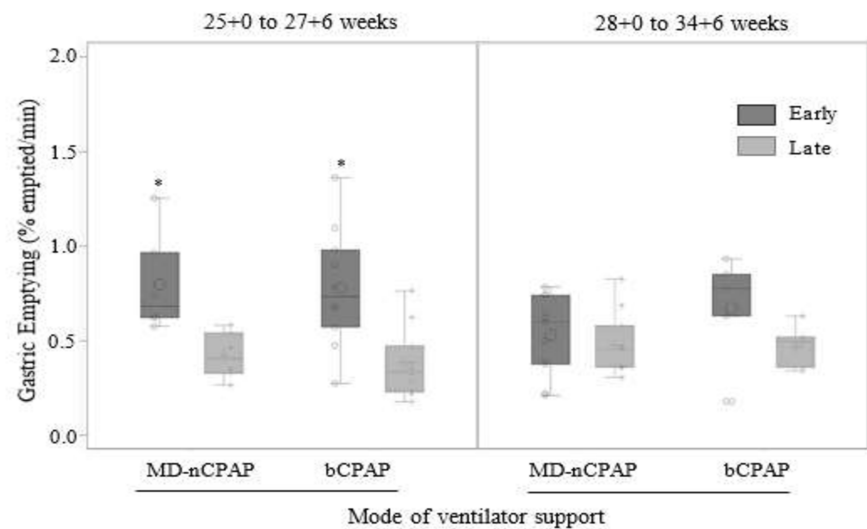 25+0 to 27+6 weeks
28+0 to 34+6 weeks
Gastric Emptying (% emptied/min)
2.0
1.5
1.0
0.5
0.0
*
*
Early
Late
MD-nCPAP
bCPAP
MD-nCPAP
bCPAP
Mode of ventilator support